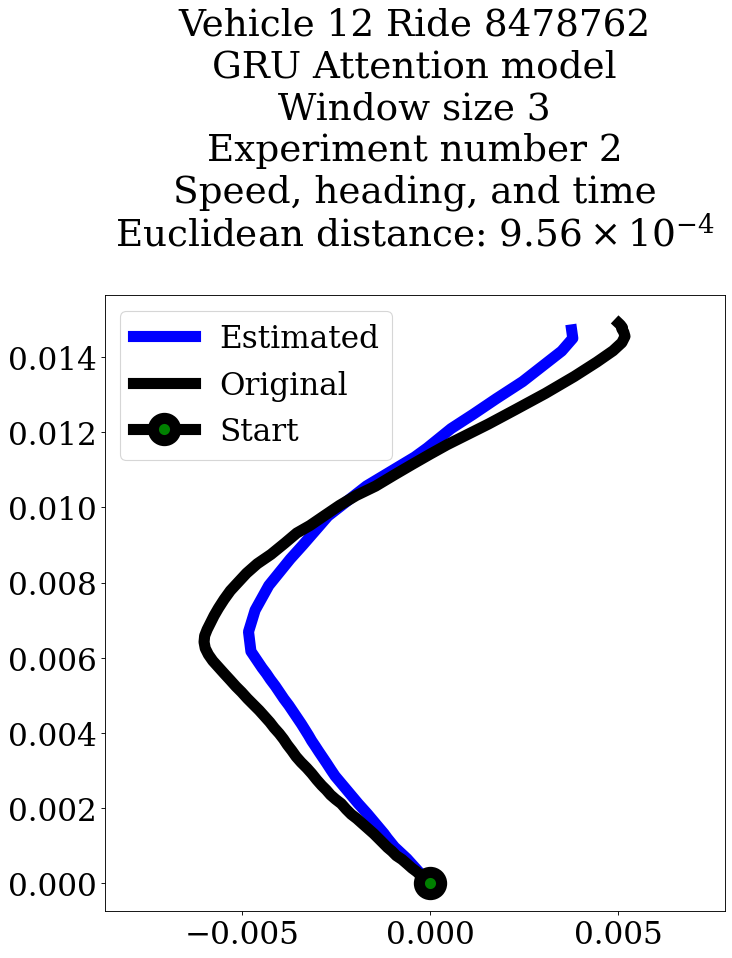 Vehicle 12 Ride 8478762
GRU Attention model
Window size 3
Experiment number 2
Speed, heading, and time
Euclidean distance: 9.56 × 10⁻⁴
Estimated
Original
Start
0.014
0.012
0.010
0.008
0.006
0.004
0.002
0.000
−0.005
0.000
0.005